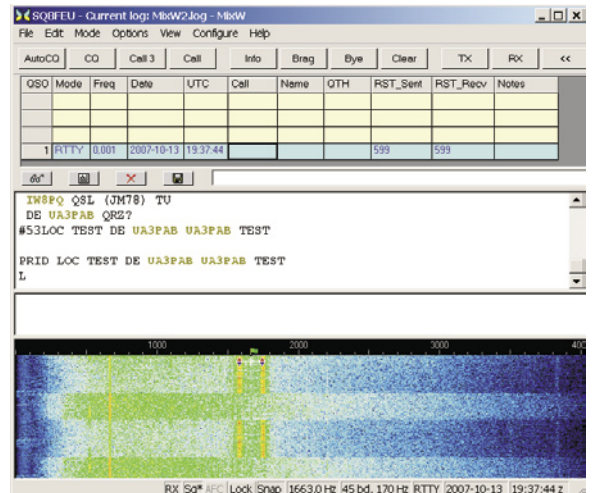 SQ8FEU - Current log: MixW2.log - MixW
File Edit Mode Options View Configure Help
AutoCQ CQ Call 3 Call Info Brag Bye Clear TX RX <<
QSO Mode Freq Date UTC Call Name QTH RST_Sent RST_Recv Notes
1 RTTY 0,001 2007-10-13 19:37:44 599 599
IW8PQ QSL (JM78) TU
DE UA3PAB QRZ?
#53LOC TEST DE UA3PAB UA3PAB TEST
PRID LOC TEST DE UA3PAB UA3PAB TEST
L
1000 2000 3000 400
RX Sq* AFC Lock Snap 1663.0 Hz 45 bd, 170 Hz RTTY 2007-10-13 19:37:44 z